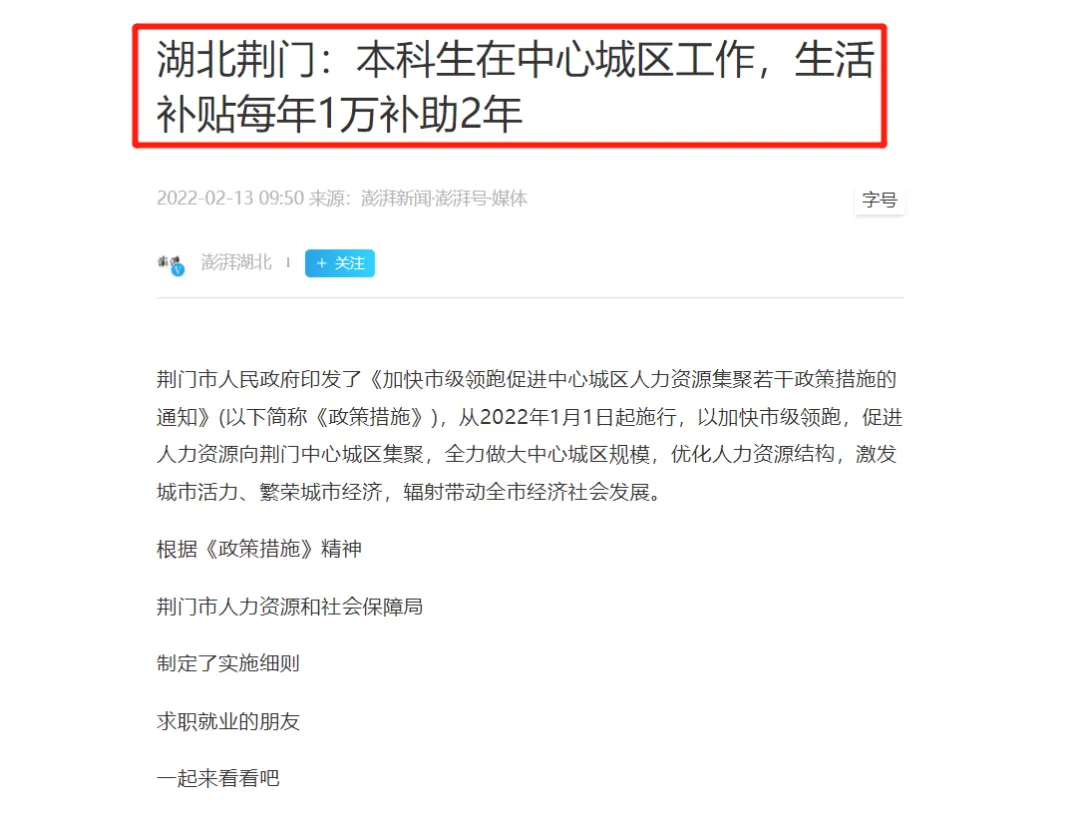 湖北荆门：本科生在中心城区工作，生活
补贴每年1万补助2年
2022-02-13 09:50 来源：澎湃新闻·澎湃号·媒体
字号
澎湃湖北
+ 关注
荆门市人民政府印发了《加快市级领跑促进中心城区人力资源集聚若干政策措施的
通知》(以下简称《政策措施》)，从2022年1月1日起施行，以加快市级领跑，促进
人力资源向荆门中心城区集聚，全力做大中心城区规模，优化人力资源结构，激发
城市活力、繁荣城市经济，辐射带动全市经济社会发展。
根据《政策措施》精神
荆门市人力资源和社会保障局
制定了实施细则
求职就业的朋友
一起来看看吧